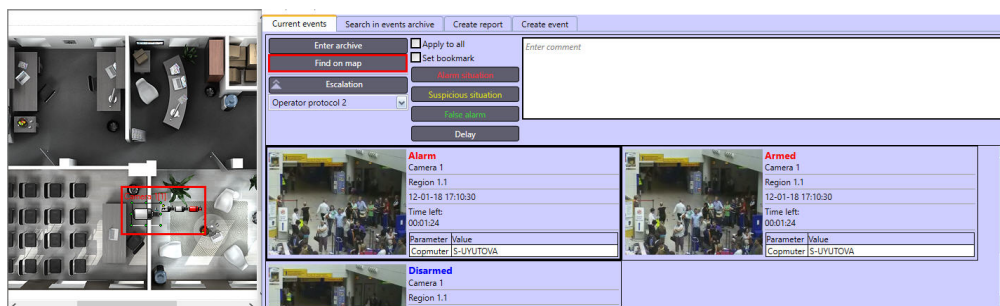 Current events
Search in events archive
Create report
Create event
Enter archive
Find on map
Escalation
Operator protocol 2
Apply to all
Set bookmark
Alarm situation
Suspicious situation
False alarm
Delay
Enter comment
Alarm
Camera 1
Region 1.1
12-01-18 17:10:30
Time left:
00:01:24
Parameter Value
Copmuter S-UYUTOVA
Armed
Camera 1
Region 1.1
12-01-18 17:10:30
Time left:
00:01:24
Parameter Value
Copmuter S-UYUTOVA
Disarmed
Camera 1
Region 1.1